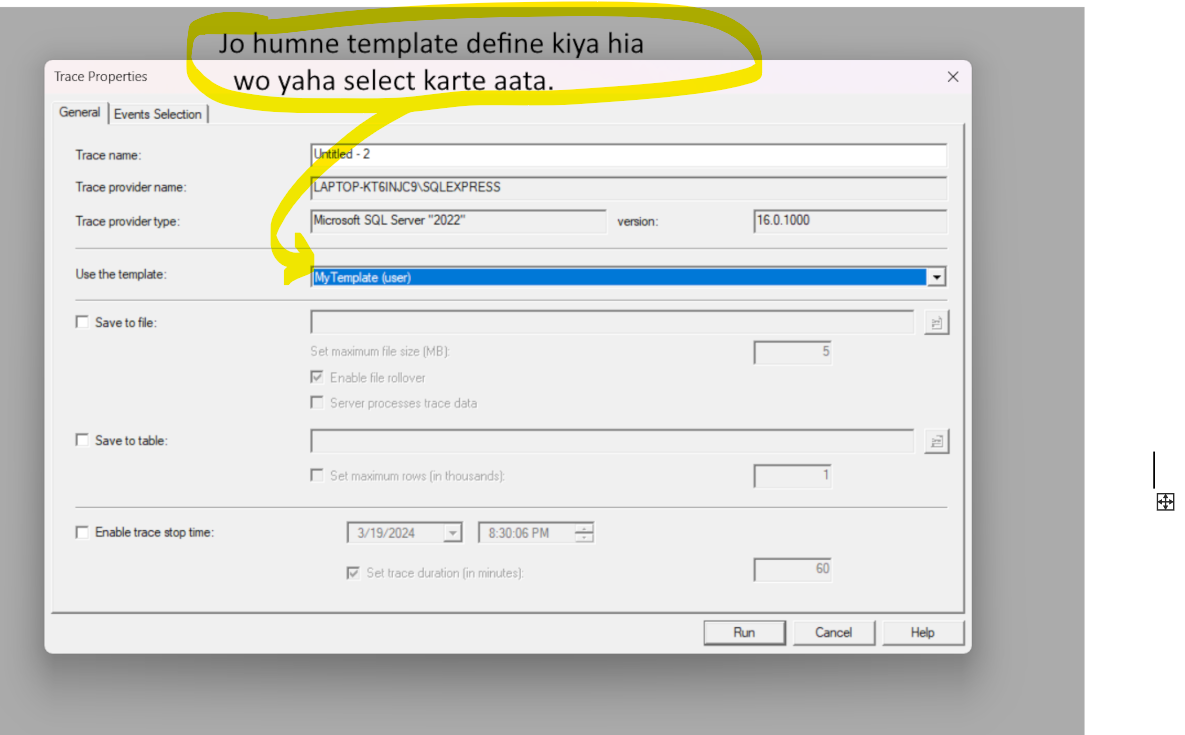 Jo humne template define kiya hia
wo yaha select karte aata.
Trace Properties
General Events Selection
Trace name: Untitled - 2
Trace provider name: LAPTOP-KT6INJC9\SQLEXPRESS
Trace provider type: Microsoft SQL Server "2022" version: 16.0.1000
Use the template: MyTemplate (user)
Save to file:
Set maximum file size (MB): 5
Enable file rollover
Server processes trace data
Save to table:
Set maximum rows (in thousands): 1
Enable trace stop time: 3/19/2024 8:30:06 PM
Set trace duration (in minutes): 60
Run Cancel Help